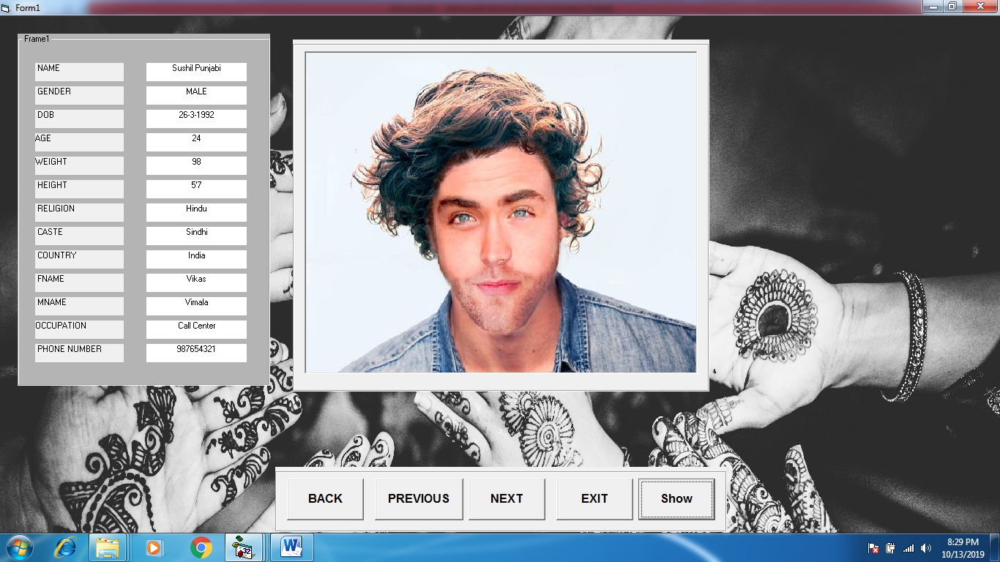 Form1
Frame1
NAME Sushil Punjabi
GENDER MALE
DOB 26-3-1992
AGE 24
WEIGHT 98
HEIGHT 5'7
RELIGION Hindu
CASTE Sindhi
COUNTRY India
FNAME Vikas
MNAME Vimala
OCCUPATION Call Center
PHONE NUMBER 987654321
BACK PREVIOUS NEXT EXIT Show
32
W
8:29 PM
10/13/2019